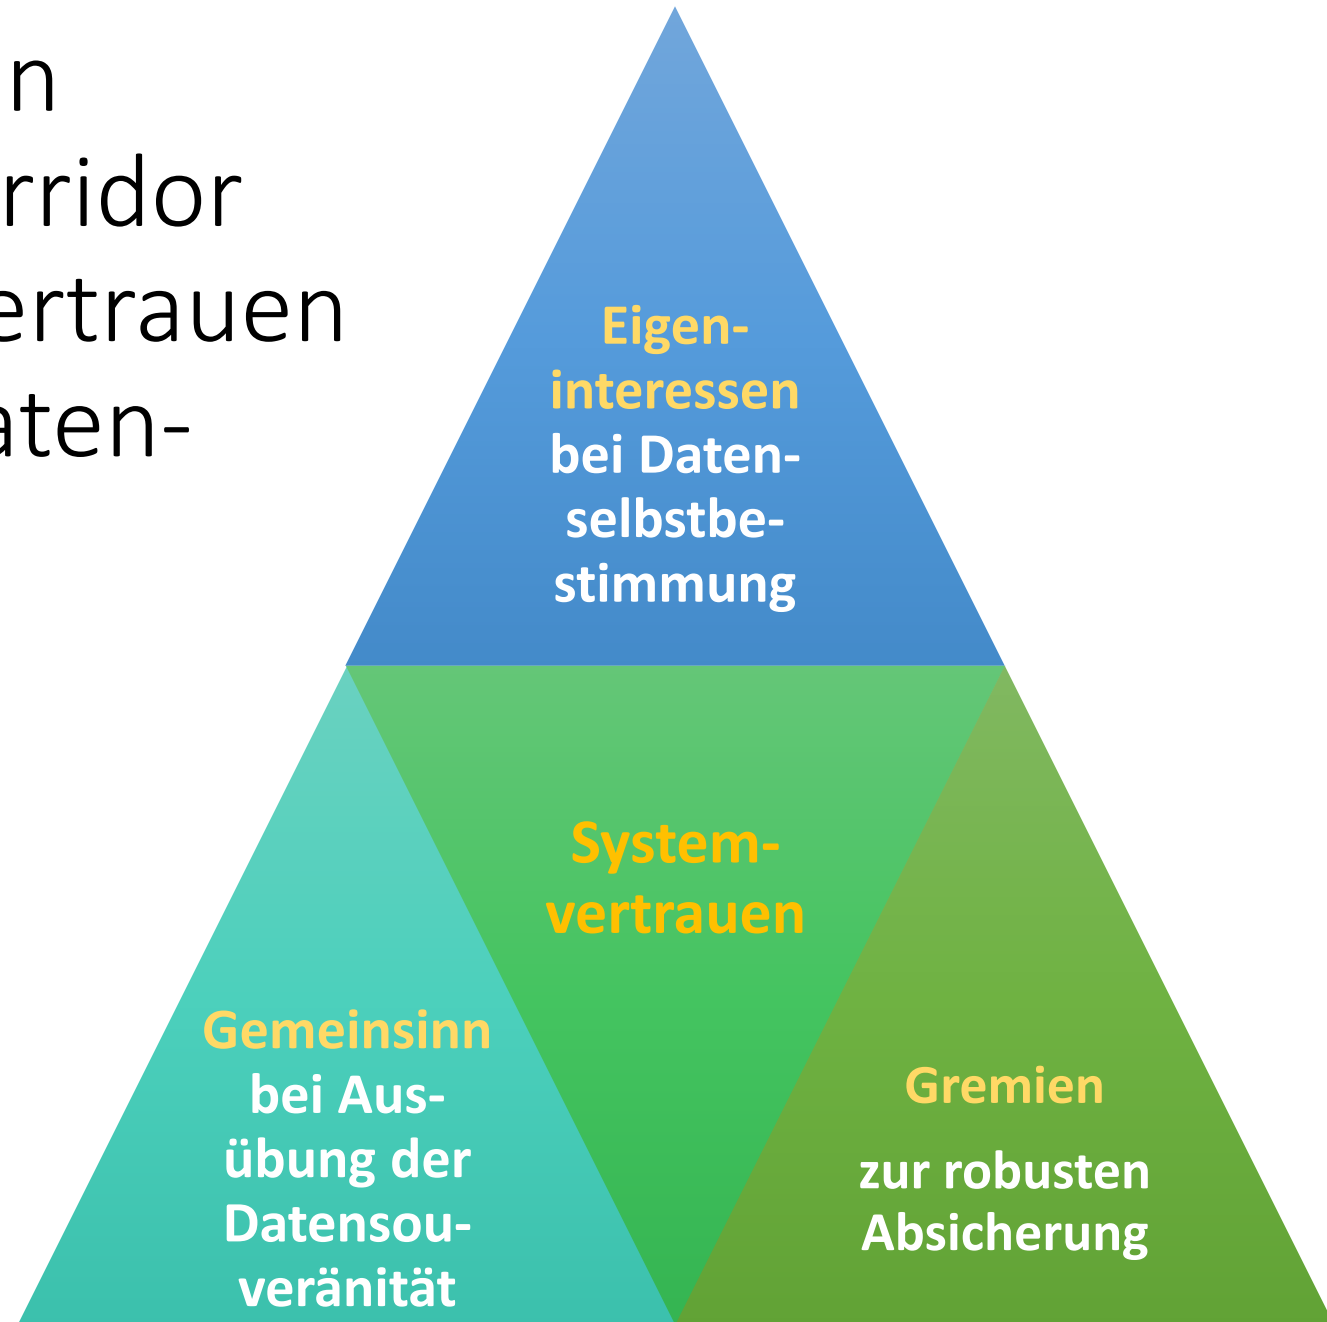 n
rridor
ertrauen
aten-
Eigen-
interessen
bei Daten-
selbstbe-
stimmung
System-
vertrauen
Gemeinsinn
bei Aus-
übung der
Datensou-
veränität
Gremien
zur robusten
Absicherung